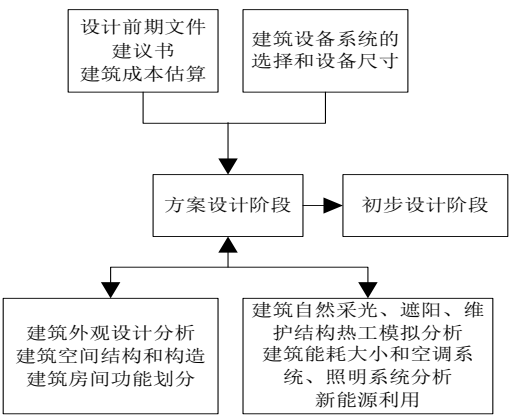 设计前期文件
建议书
建筑成本估算
建筑设备系统的
选择和设备尺寸
方案设计阶段
初步设计阶段
建筑外观设计分析
建筑空间结构和构造
建筑房间功能划分
建筑自然采光、遮阳、维
护结构热工模拟分析
建筑能耗大小和空调系
统、照明系统分析
新能源利用